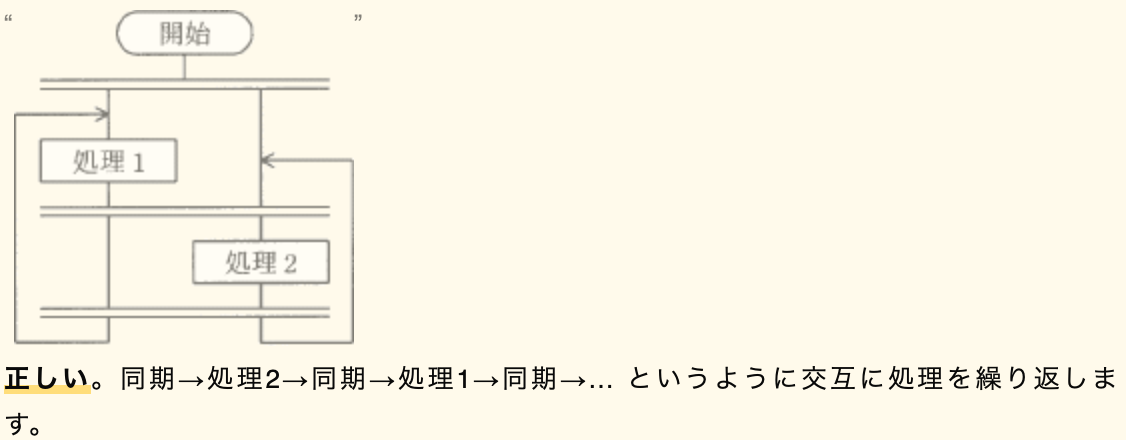 “ ”
開始
処理 1
処理 2
正しい。同期→処理2→同期→処理1→同期→... というように交互に処理を繰り返しま
す。